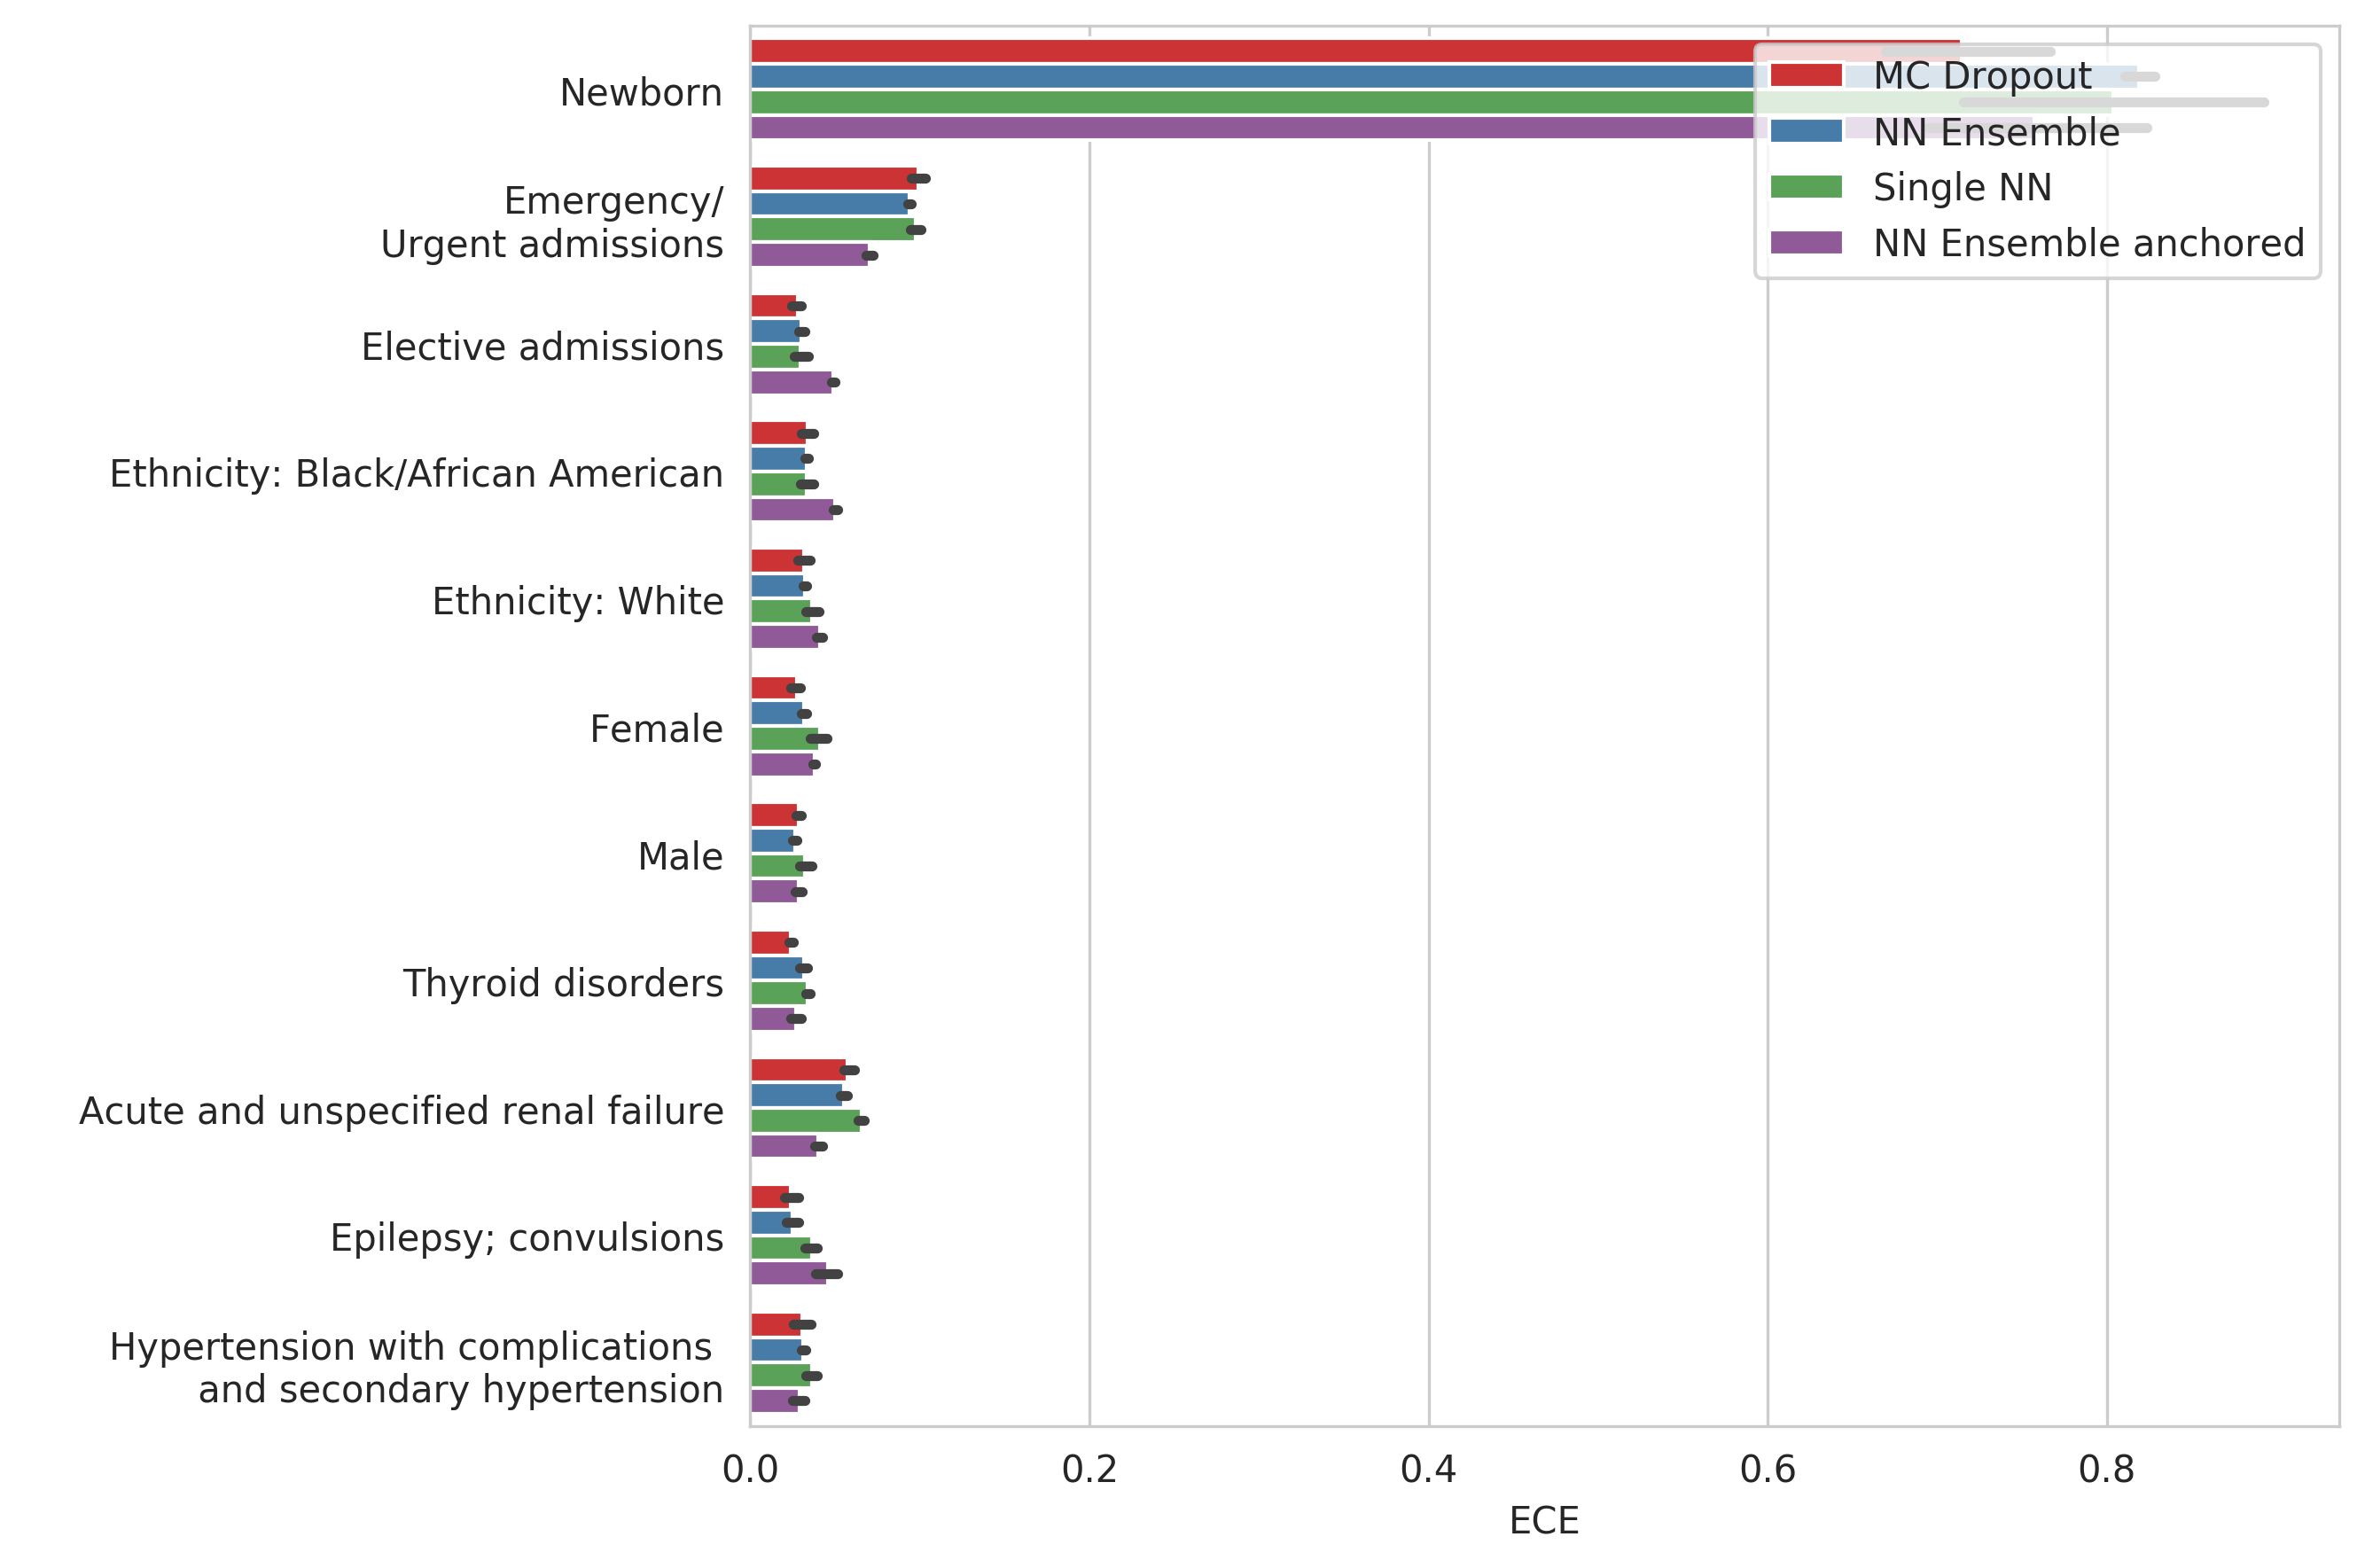 Newborn
Emergency/
Urgent admissions
Elective admissions
Ethnicity: Black/African American
Ethnicity: White
Female
Male
Thyroid disorders
Acute and unspecified renal failure
Epilepsy; convulsions
Hypertension with complications
and secondary hypertension
MC Dropout
NN Ensemble
Single NN
NN Ensemble anchored
0.0 0.2 0.4 0.6 0.8
ECE